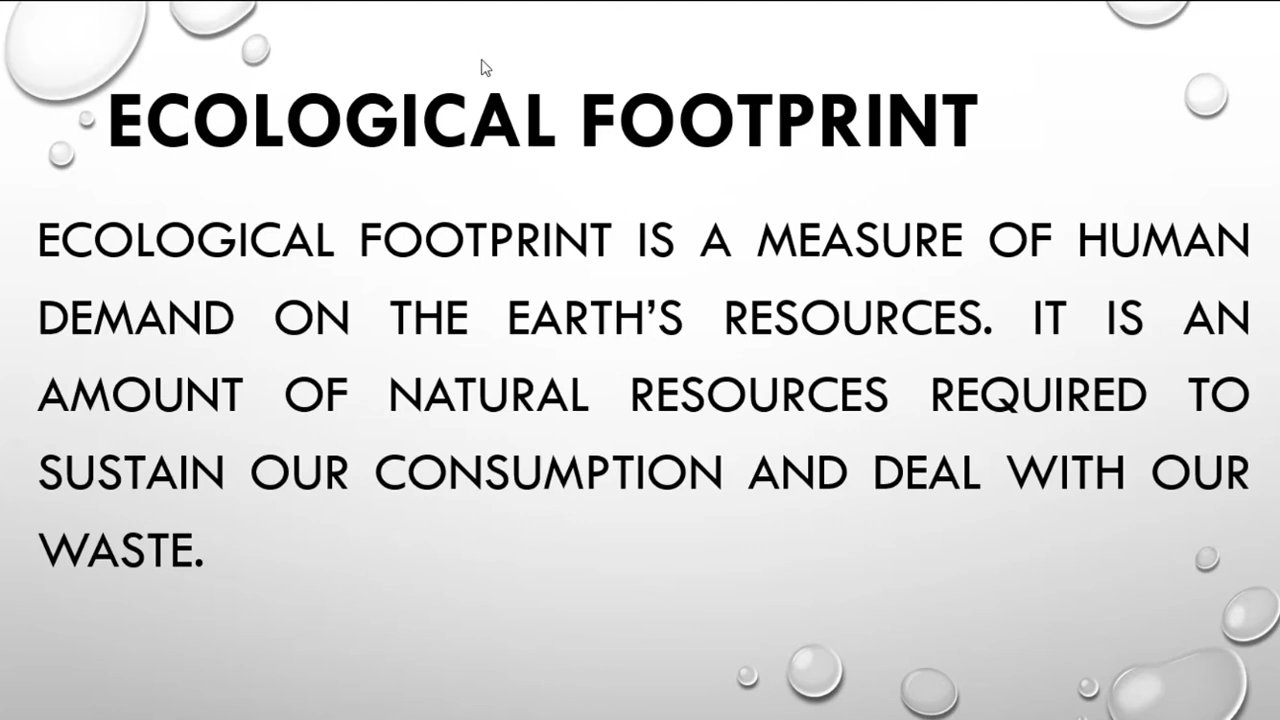 ECOLOGICAL FOOTPRINT
ECOLOGICAL FOOTPRINT IS A MEASURE OF HUMAN
DEMAND ON THE EARTH’S RESOURCES. IT IS AN
AMOUNT OF NATURAL RESOURCES REQUIRED TO
SUSTAIN OUR CONSUMPTION AND DEAL WITH OUR
WASTE.